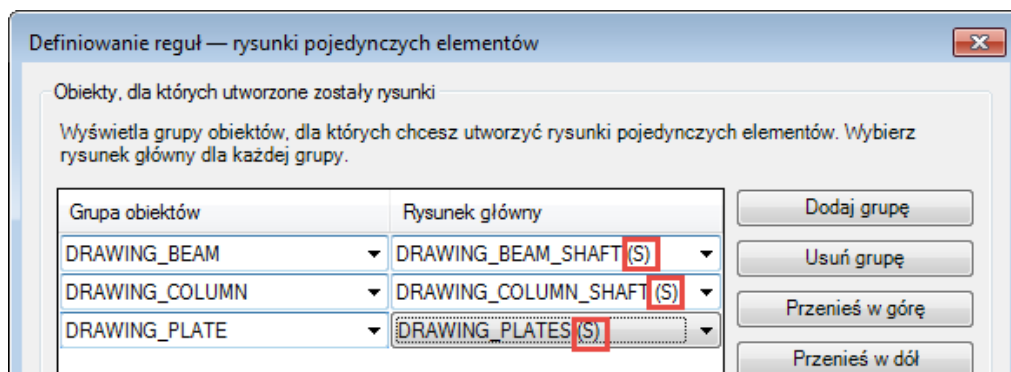 Definiowanie reguł — rysunki pojedynczych elementów
Obiekty, dla których utworzone zostały rysunki
Wyświetla grupy obiektów, dla których chcesz utworzyć rysunki pojedynczych elementów. Wybierz
rysunek główny dla każdej grupy.
Grupa obiektów Rysunek główny
DRAWING_BEAM DRAWING_BEAM_SHAFT (S)
DRAWING_COLUMN DRAWING_COLUMN_SHAFT (S)
DRAWING_PLATE DRAWING_PLATES (S)
Dodaj grupę
Usuń grupę
Przenieś w górę
Przenieś w dół